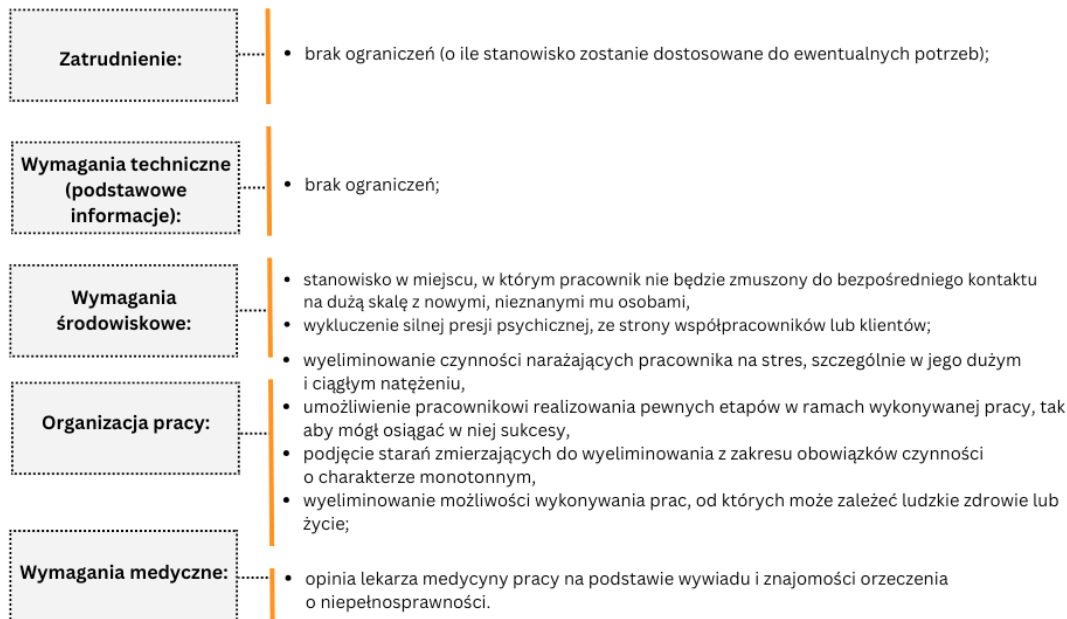 Zatrudnienie:
• brak ograniczeń (o ile stanowisko zostanie dostosowane do ewentualnych potrzeb);
Wymagania techniczne
(podstawowe
informacje):
• brak ograniczeń;
Wymagania
środowiskowe:
• stanowisko w miejscu, w którym pracownik nie będzie zmuszony do bezpośredniego kontaktu
na dużą skalę z nowymi, nieznanymi mu osobami,
• wykluczenie silnej presji psychicznej, ze strony współpracowników lub klientów;
Organizacja pracy:
• wyeliminowanie czynności narażających pracownika na stres, szczególnie w jego dużym
i ciągłym natężeniu,
• umożliwienie pracownikowi realizowania pewnych etapów w ramach wykonywanej pracy, tak
aby mógł osiągać w niej sukcesy,
• podjęcie starań zmierzających do wyeliminowania z zakresu obowiązków czynności
o charakterze monotonnym,
• wyeliminowanie możliwości wykonywania prac, od których może zależeć ludzkie zdrowie lub
życie;
Wymagania medyczne:
• opinia lekarza medycyny pracy na podstawie wywiadu i znajomości orzeczenia
o niepełnosprawności.